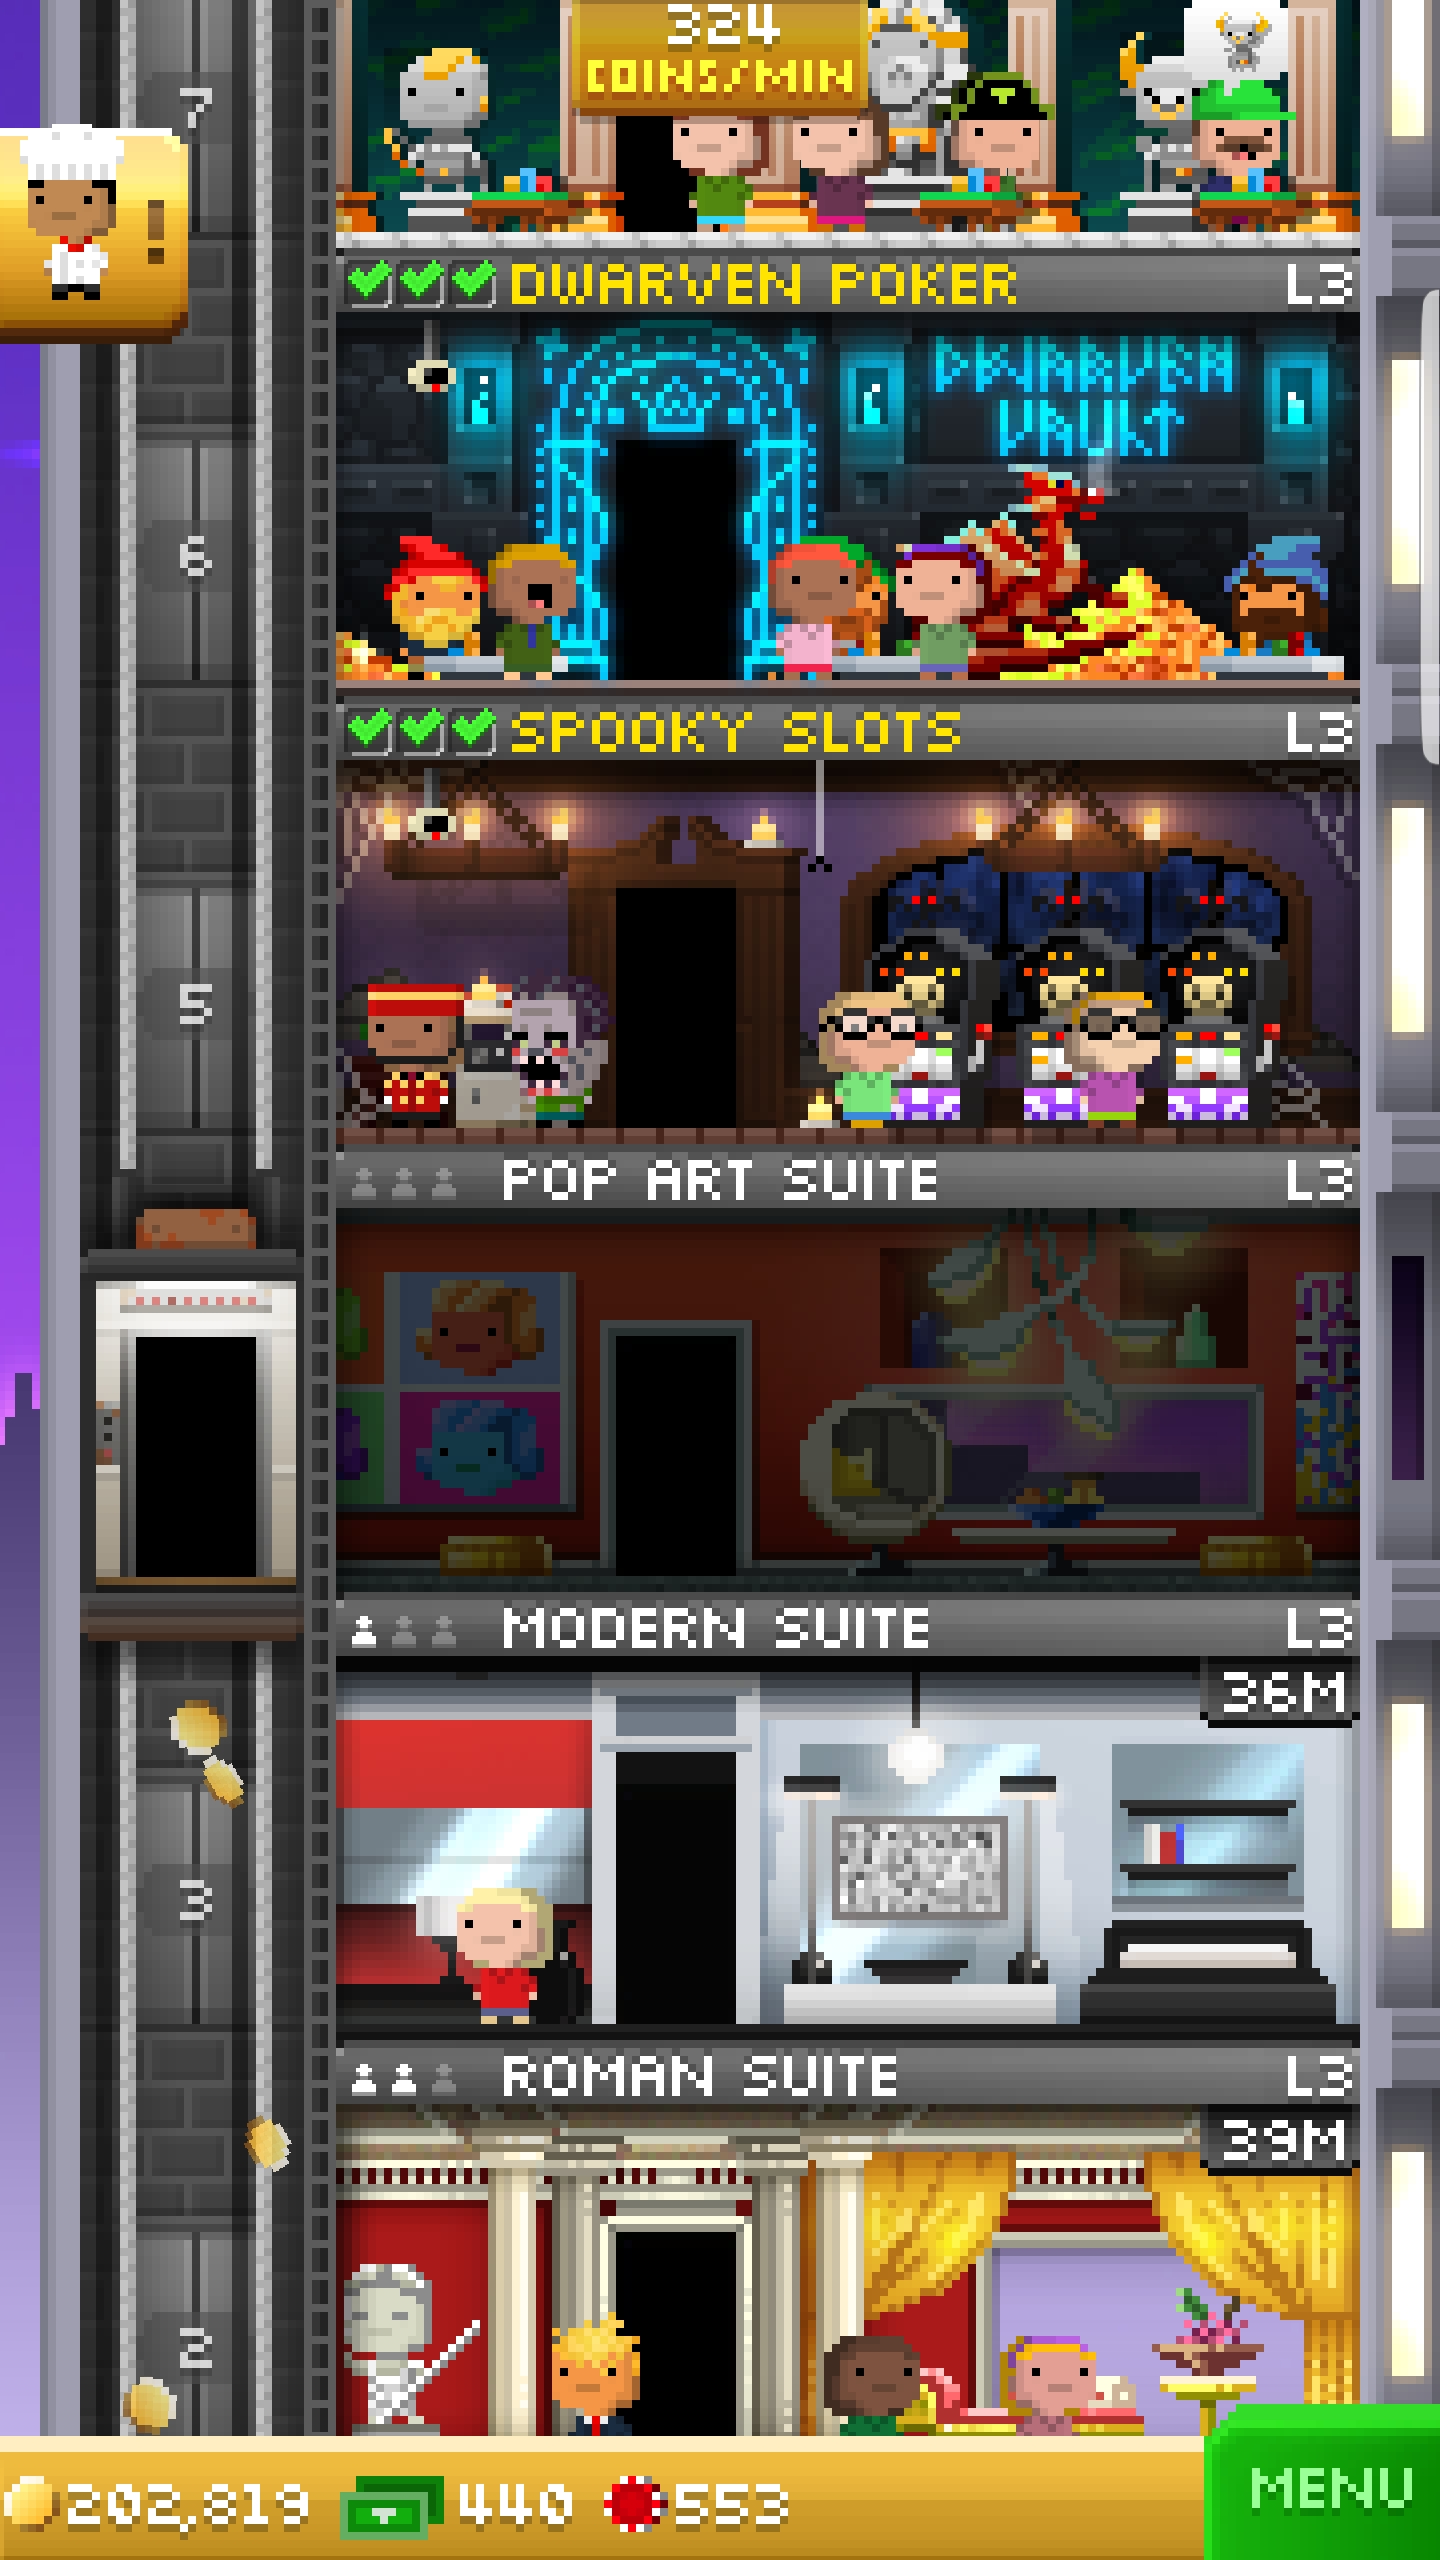 324
COINS/MIN
7
DWARVEN POKER L3
DWARVEN
VAULT
6
SPOOKY SLOTS L3
5
POP ART SUITE L3
MODERN SUITE L3
36M
3
ROMAN SUITE L3
39M
2
202,819 440 553
MENU